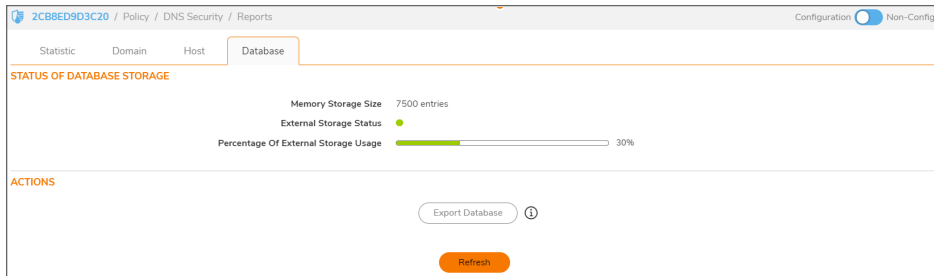 2CB8ED9D3C20 / Policy / DNS Security / Reports
Configuration Non-Config
Statistic Domain Host Database
STATUS OF DATABASE STORAGE
Memory Storage Size 7500 entries
External Storage Status
Percentage Of External Storage Usage 30%
ACTIONS
Export Database
Refresh